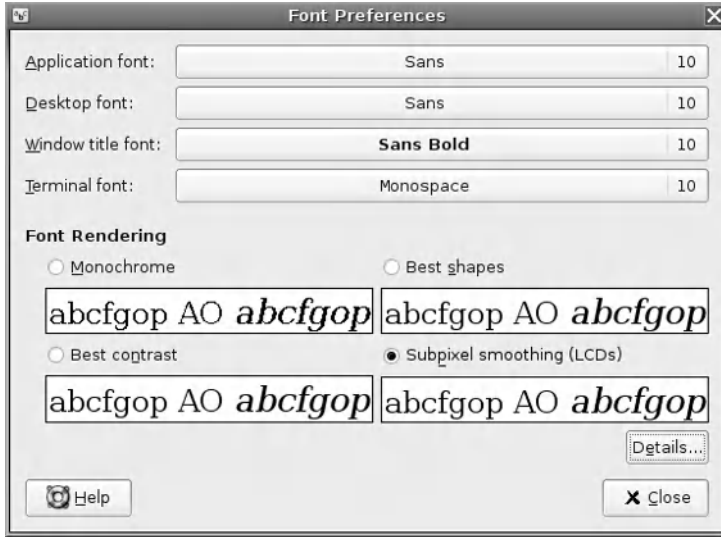 Font Preferences
Application font: Sans 10
Desktop font: Sans 10
Window title font: Sans Bold 10
Terminal font: Monospace 10
Font Rendering
Monochrome Best shapes
abcfgop AO abcfgop abcfgop AO abcfgop
Best contrast Subpixel smoothing (LCDs)
abcfgop AO abcfgop abcfgop AO abcfgop
Details...
Help Close